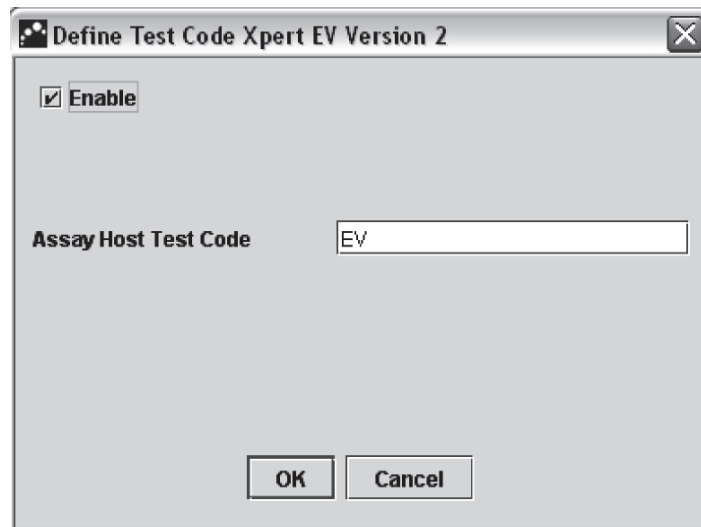 Define Test Code Xpert EV Version 2
Enable
Assay Host Test Code
EV
OK
Cancel